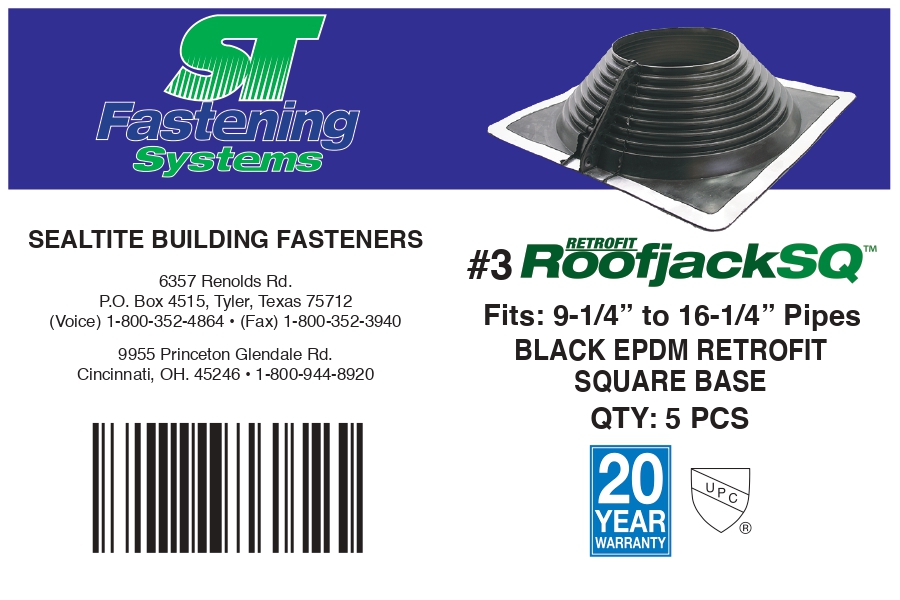 ST
Fastening
Systems
SEALTITE BUILDING FASTENERS
6357 Renolds Rd.
P.O. Box 4515, Tyler, Texas 75712
(Voice) 1-800-352-4864 • (Fax) 1-800-352-3940
9955 Princeton Glendale Rd.
Cincinnati, OH. 45246 • 1-800-944-8920
RETROFIT
#3 RoofjackSQ™
Fits: 9-1/4” to 16-1/4” Pipes
BLACK EPDM RETROFIT
SQUARE BASE
QTY: 5 PCS
20
YEAR
WARRANTY
UPC
®